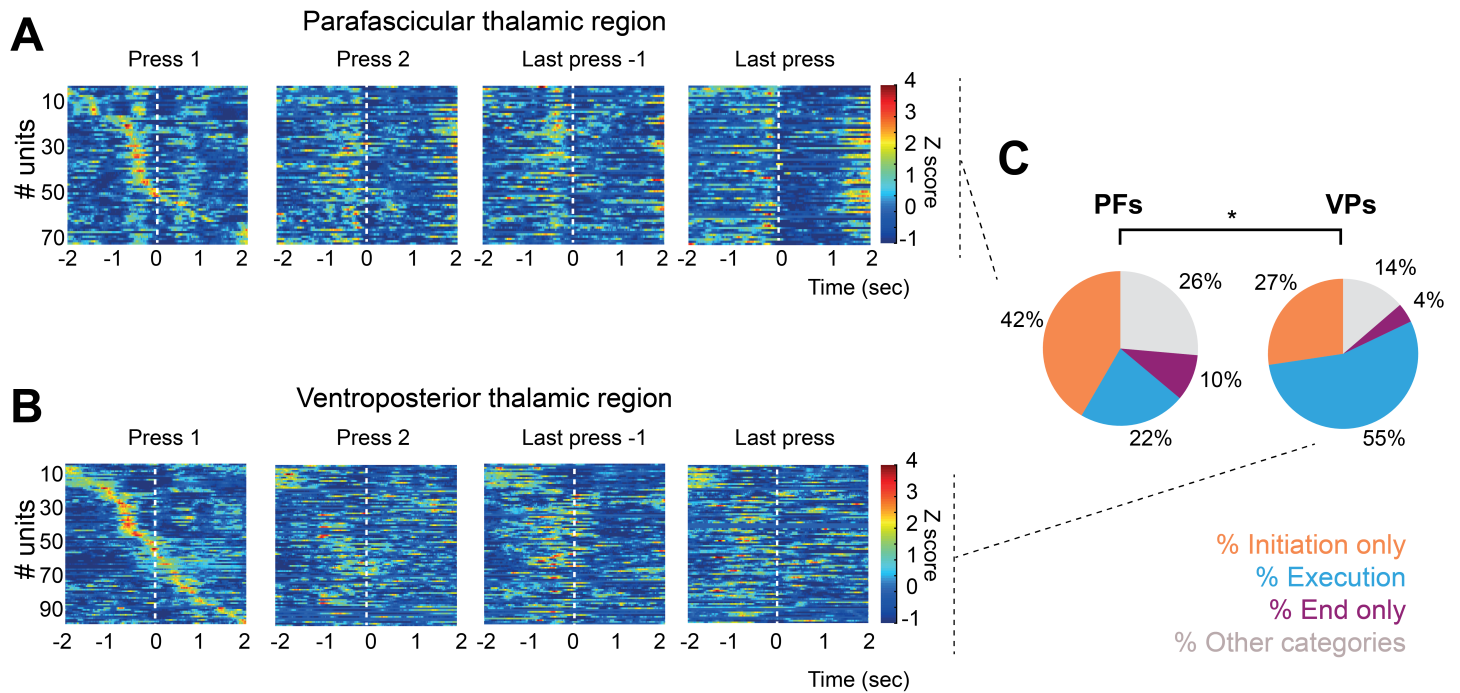 A
Parafascicular thalamic region
Press 1
Press 2
Last press -1
Last press
# units
10
30
50
70
-2 -1 0 1 2
-2 -1 0 1 2
-2 -1 0 1 2
-2 -1 0 1 2
4
3
2
1
0
-1
Z score
Time (sec)
B
Ventroposterior thalamic region
Press 1
Press 2
Last press -1
Last press
# units
10
30
50
70
90
-2 -1 0 1 2
-2 -1 0 1 2
-2 -1 0 1 2
-2 -1 0 1 2
4
3
2
1
0
-1
Z score
Time (sec)
C
PFs
*
VPs
42%
26%
10%
22%
27%
14%
4%
55%
% Initiation only
% Execution
% End only
% Other categories